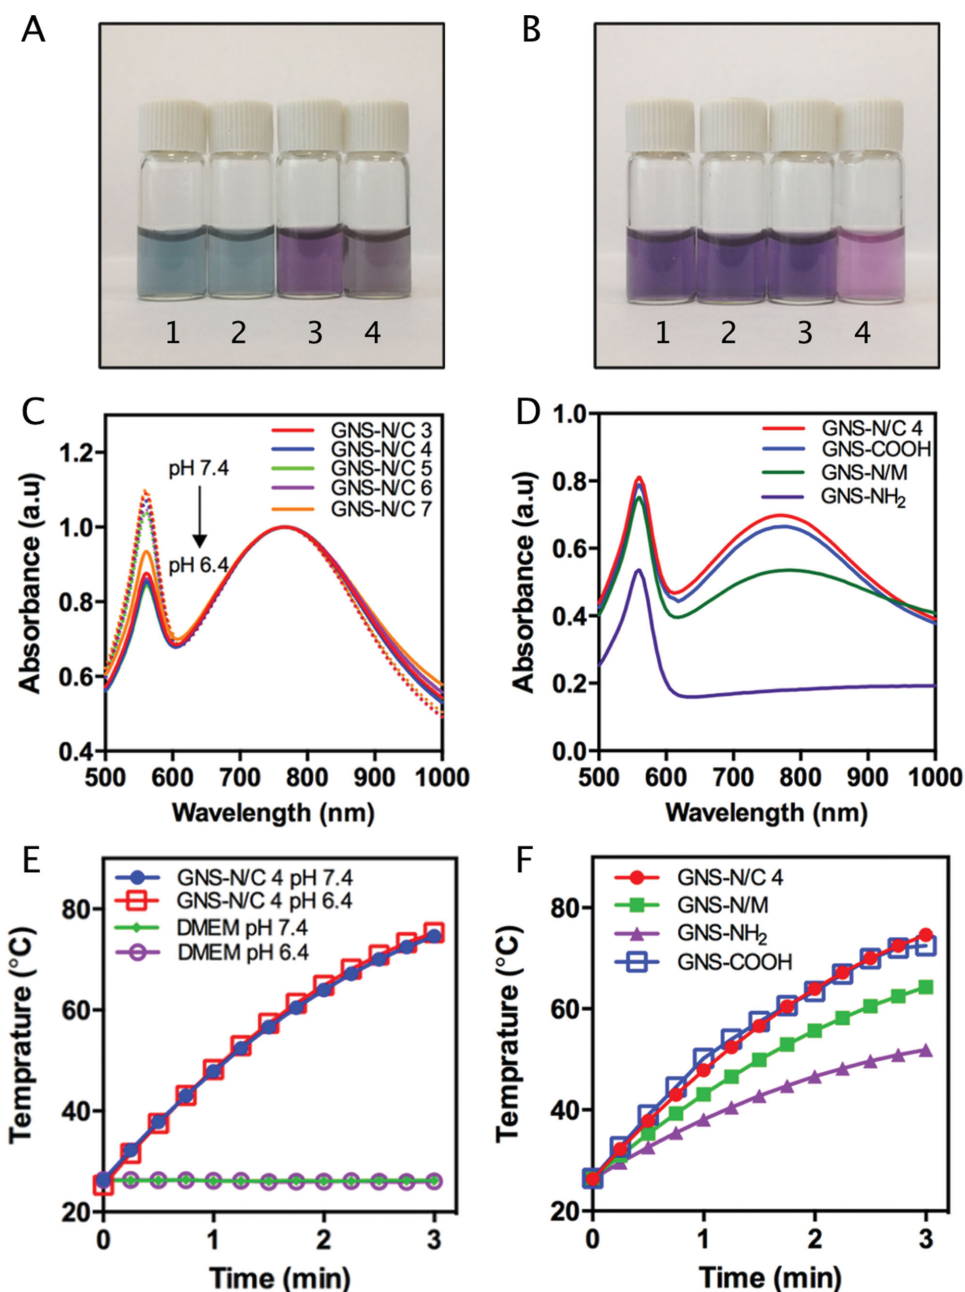 A
B
1 2 3 4
1 2 3 4
C
GNS-N/C 3
GNS-N/C 4
GNS-N/C 5
GNS-N/C 6
GNS-N/C 7
pH 7.4
pH 6.4
1.2
1.0
0.8
0.6
0.4
500 600 700 800 900 1000
Absorbance (a.u)
Wavelength (nm)
D
GNS-N/C 4
GNS-COOH
GNS-N/M
GNS-NH₂
1.0
0.8
0.6
0.4
0.2
0.0
500 600 700 800 900 1000
Absorbance (a.u)
Wavelength (nm)
E
GNS-N/C 4 pH 7.4
GNS-N/C 4 pH 6.4
DMEM pH 7.4
DMEM pH 6.4
80
60
40
20
0 1 2 3
Temprature (°C)
Time (min)
F
GNS-N/C 4
GNS-N/M
GNS-NH₂
GNS-COOH
80
60
40
20
0 1 2 3
Temprature (°C)
Time (min)